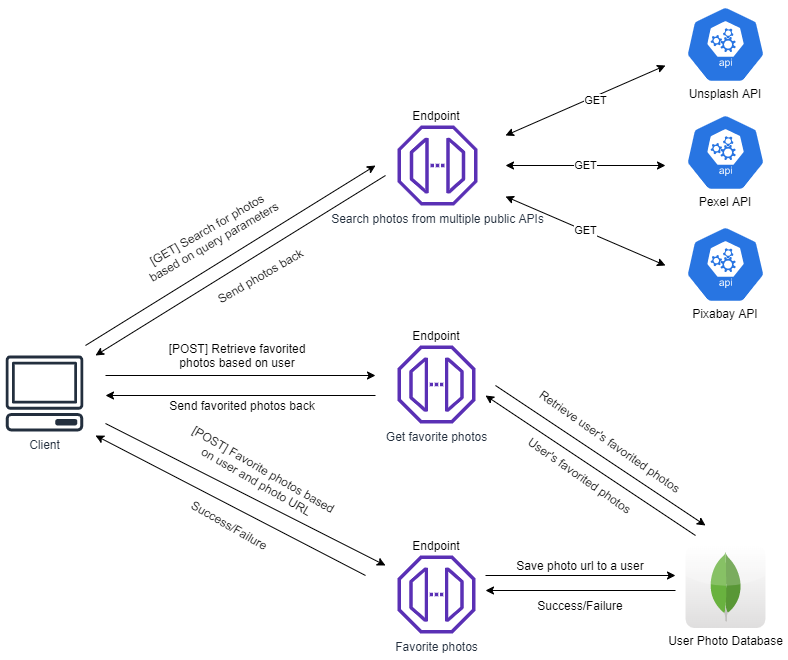 api
Unsplash API
Endpoint
GET
api
GET
Pexel API
Search photos from multiple public APIs
[GET] Search for photos
based on query parameters
GET
Send photos back
api
Pixabay API
Endpoint
[POST] Retrieve favorited
photos based on user
Send favorited photos back
Client
Get favorite photos
Retrieve user's favorited photos
User's favorited photos
[POST] Favorite photos based
on user and photo URL
Success/Failure
Endpoint
Save photo url to a user
Success/Failure
Favorite photos
User Photo Database